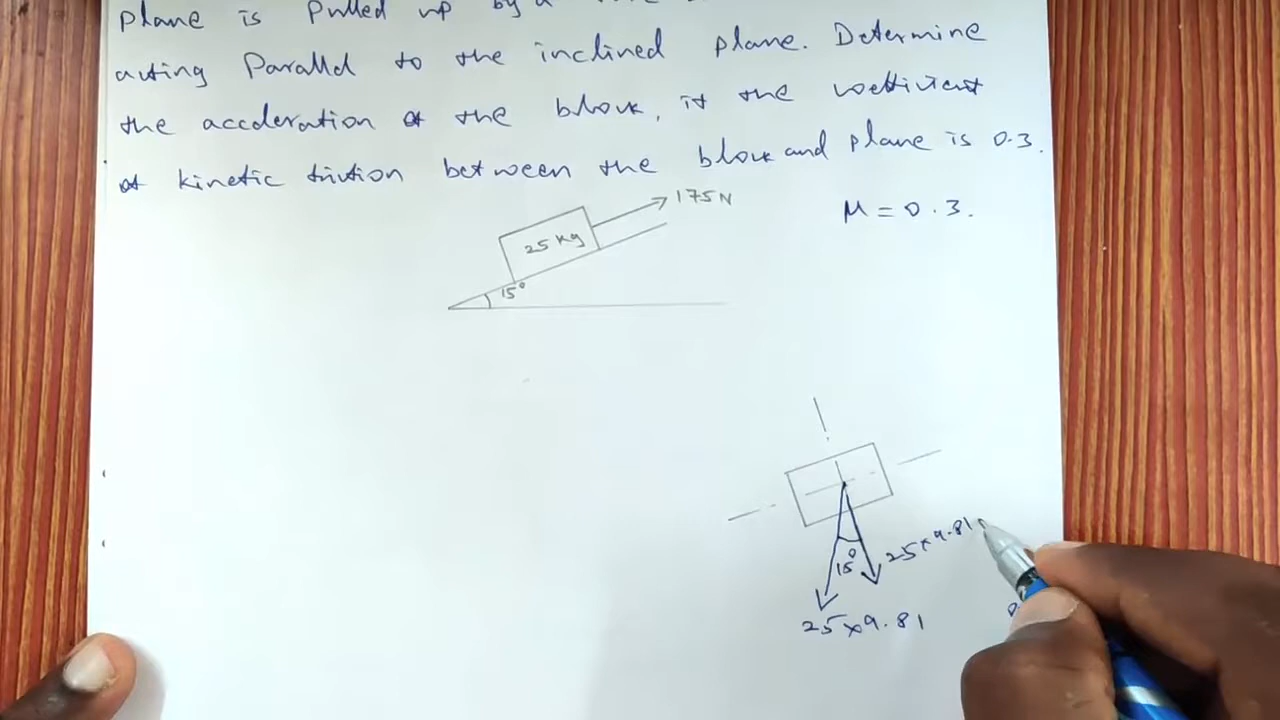 plane is pulled up by a
acting Parallel to the inclined plane. Determine
the acceleration of the block, if the coefficient
of kinetic friction between the block and plane is 0.3.
175N
μ = 0.3.
25 kg
15°
25×9.81
15°
25×9.81